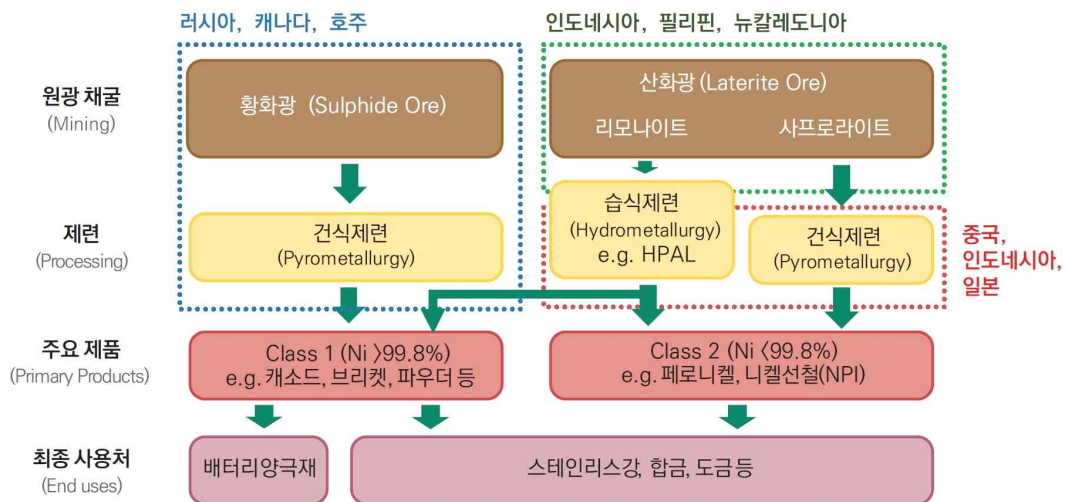 러시아, 캐나다, 호주
인도네시아, 필리핀, 뉴칼레도니아
원광 채굴
(Mining)
황화광 (Sulphide Ore)
산화광 (Laterite Ore)
리모나이트
사프로라이트
제련
(Processing)
건식제련
(Pyrometallurgy)
습식제련
(Hydrometallurgy)
e.g. HPAL
건식제련
(Pyrometallurgy)
중국,
인도네시아,
일본
주요 제품
(Primary Products)
Class 1 (Ni 〉99.8%)
e.g. 캐소드, 브리켓, 파우더 등
Class 2 (Ni 〈99.8%)
e.g. 페로니켈, 니켈선철(NPI)
최종 사용처
(End uses)
배터리양극재
스테인리스강, 합금, 도금 등